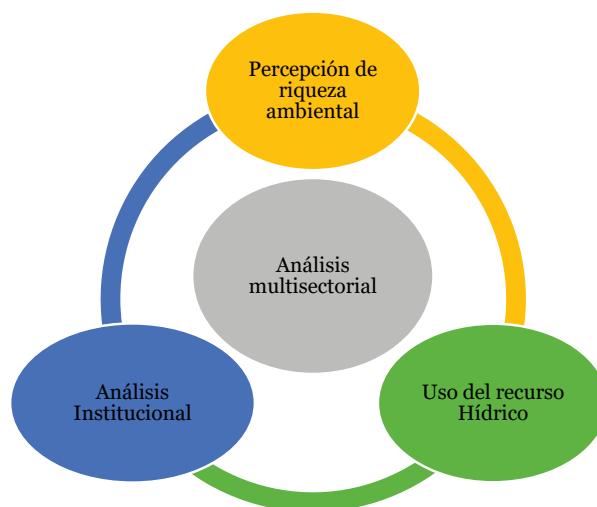 Percepción de
riqueza
ambiental
Análisis
multisectorial
Análisis
Institucional
Uso del recurso
Hídrico